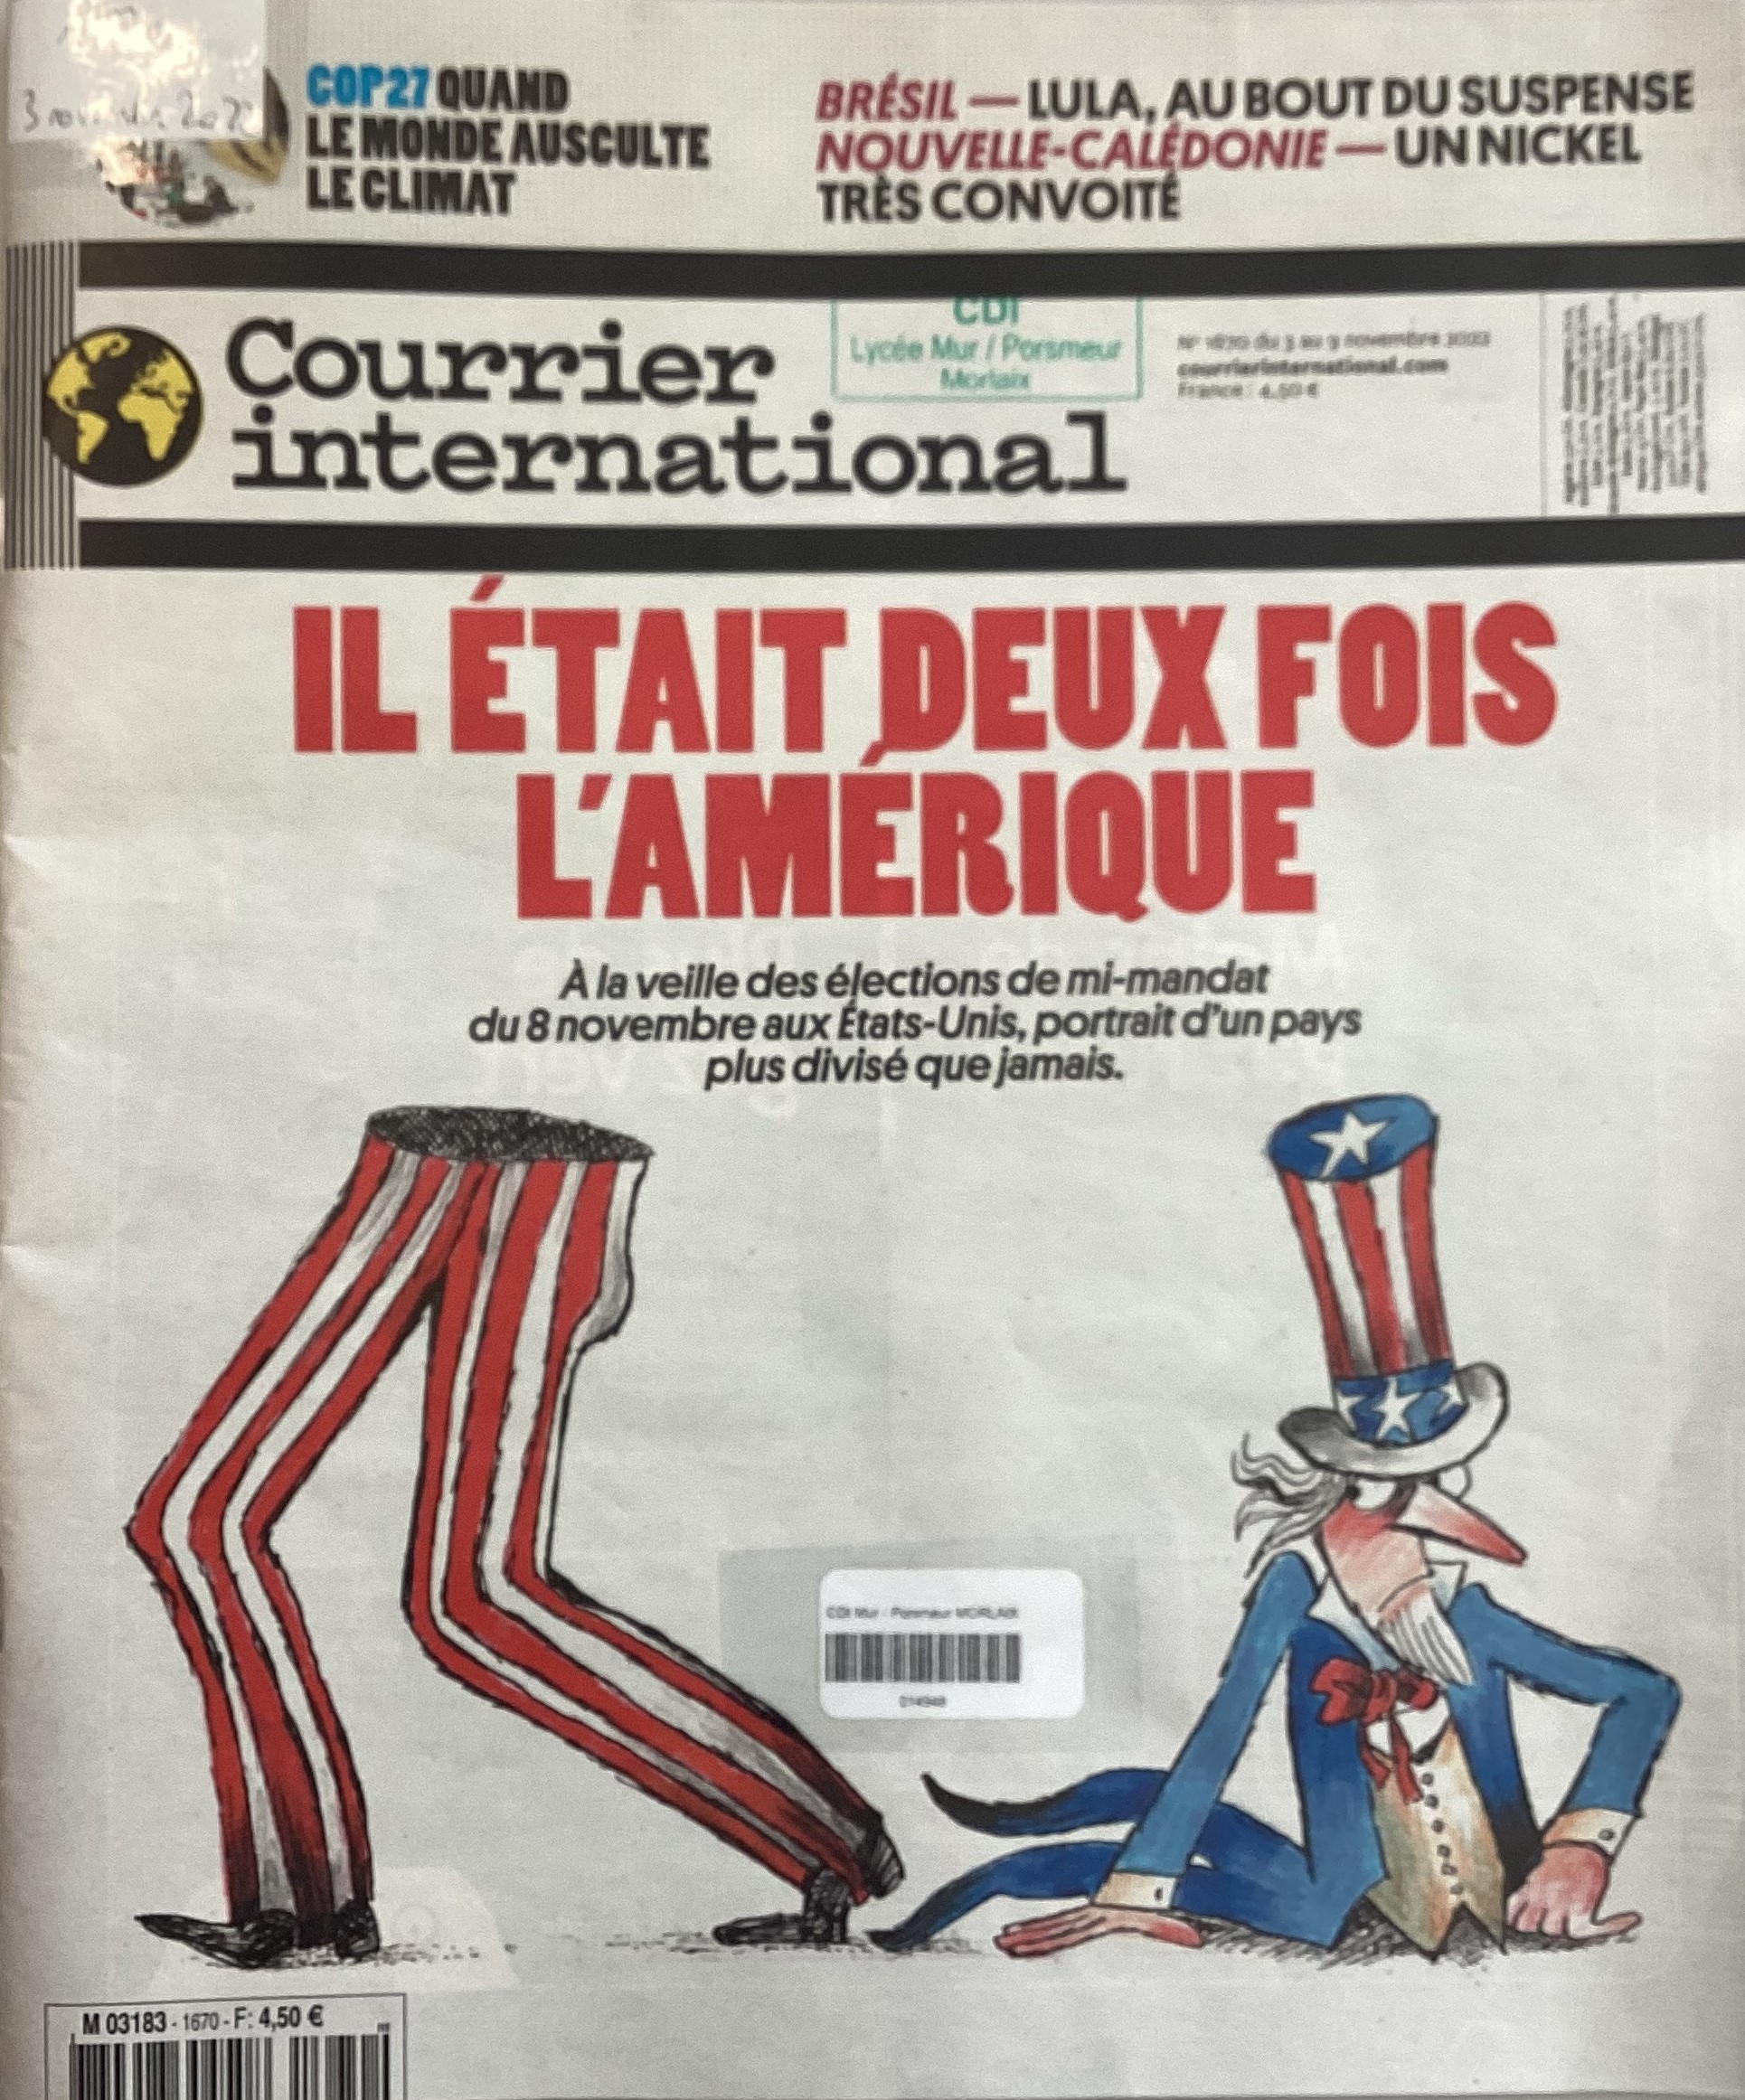 3 novembre 2022
COP27 QUAND
LE MONDE AUSCULTE
LE CLIMAT
BRÉSIL — LULA, AU BOUT DU SUSPENSE
NOUVELLE-CALÉDONIE — UN NICKEL
TRÈS CONVOITÉ
Courrier
international
CDI
Lycée Mur / Porsmeur
Morlaix
N° 1670 du 3 au 9 novembre 2022
courrierinternational.com
France : 4,50 €
IL ÉTAIT DEUX FOIS
L'AMÉRIQUE
À la veille des élections de mi-mandat
du 8 novembre aux États-Unis, portrait d'un pays
plus divisé que jamais.
CDI Mur - Porsmeur MORLAIX
014948
M 03183 - 1670 - F: 4,50 €